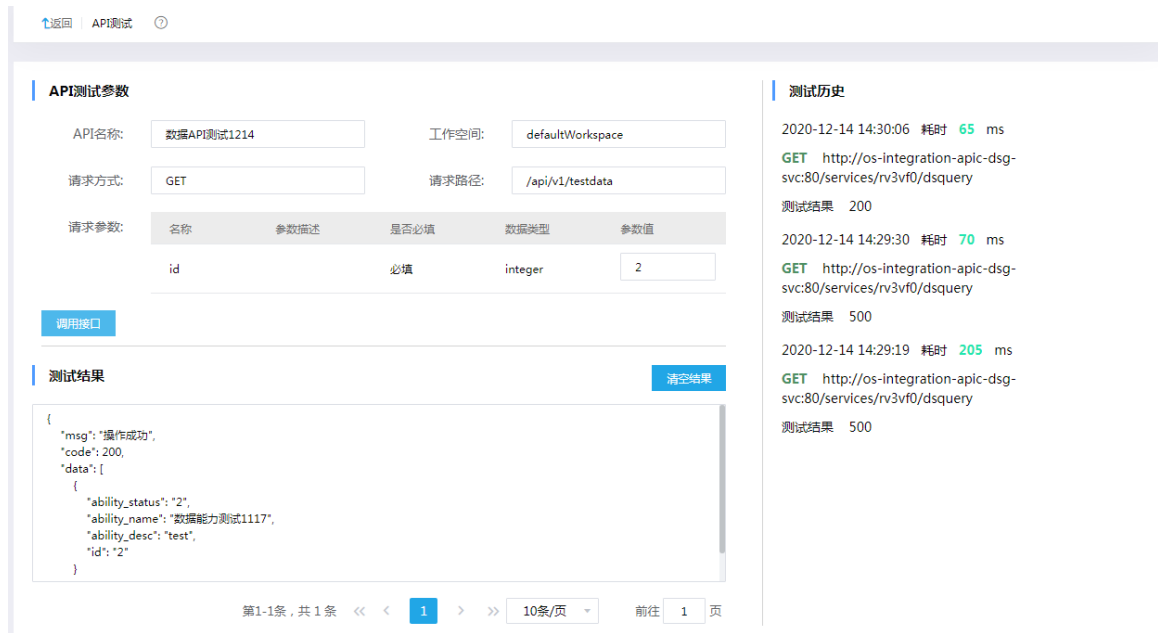 返回 API测试 ?
API测试参数
API名称: 数据API测试1214 工作空间: defaultWorkspace
请求方式: GET 请求路径: /api/v1/testdata
请求参数: 名称 参数描述 是否必填 数据类型 参数值
id 必填 integer 2
调用接口
测试结果 清空结果
{
"msg": "操作成功",
"code": 200,
"data": [
{
"ability_status": "2",
"ability_name": "数据能力测试1117",
"ability_desc": "test",
"id": "2"
}
第1-1条，共 1 条 << < 1 > >> 10条/页 前往 1 页
测试历史
2020-12-14 14:30:06 耗时 65 ms
GET http://os-integration-apic-dsg-
svc:80/services/rv3vf0/dsquery
测试结果 200
2020-12-14 14:29:30 耗时 70 ms
GET http://os-integration-apic-dsg-
svc:80/services/rv3vf0/dsquery
测试结果 500
2020-12-14 14:29:19 耗时 205 ms
GET http://os-integration-apic-dsg-
svc:80/services/rv3vf0/dsquery
测试结果 500